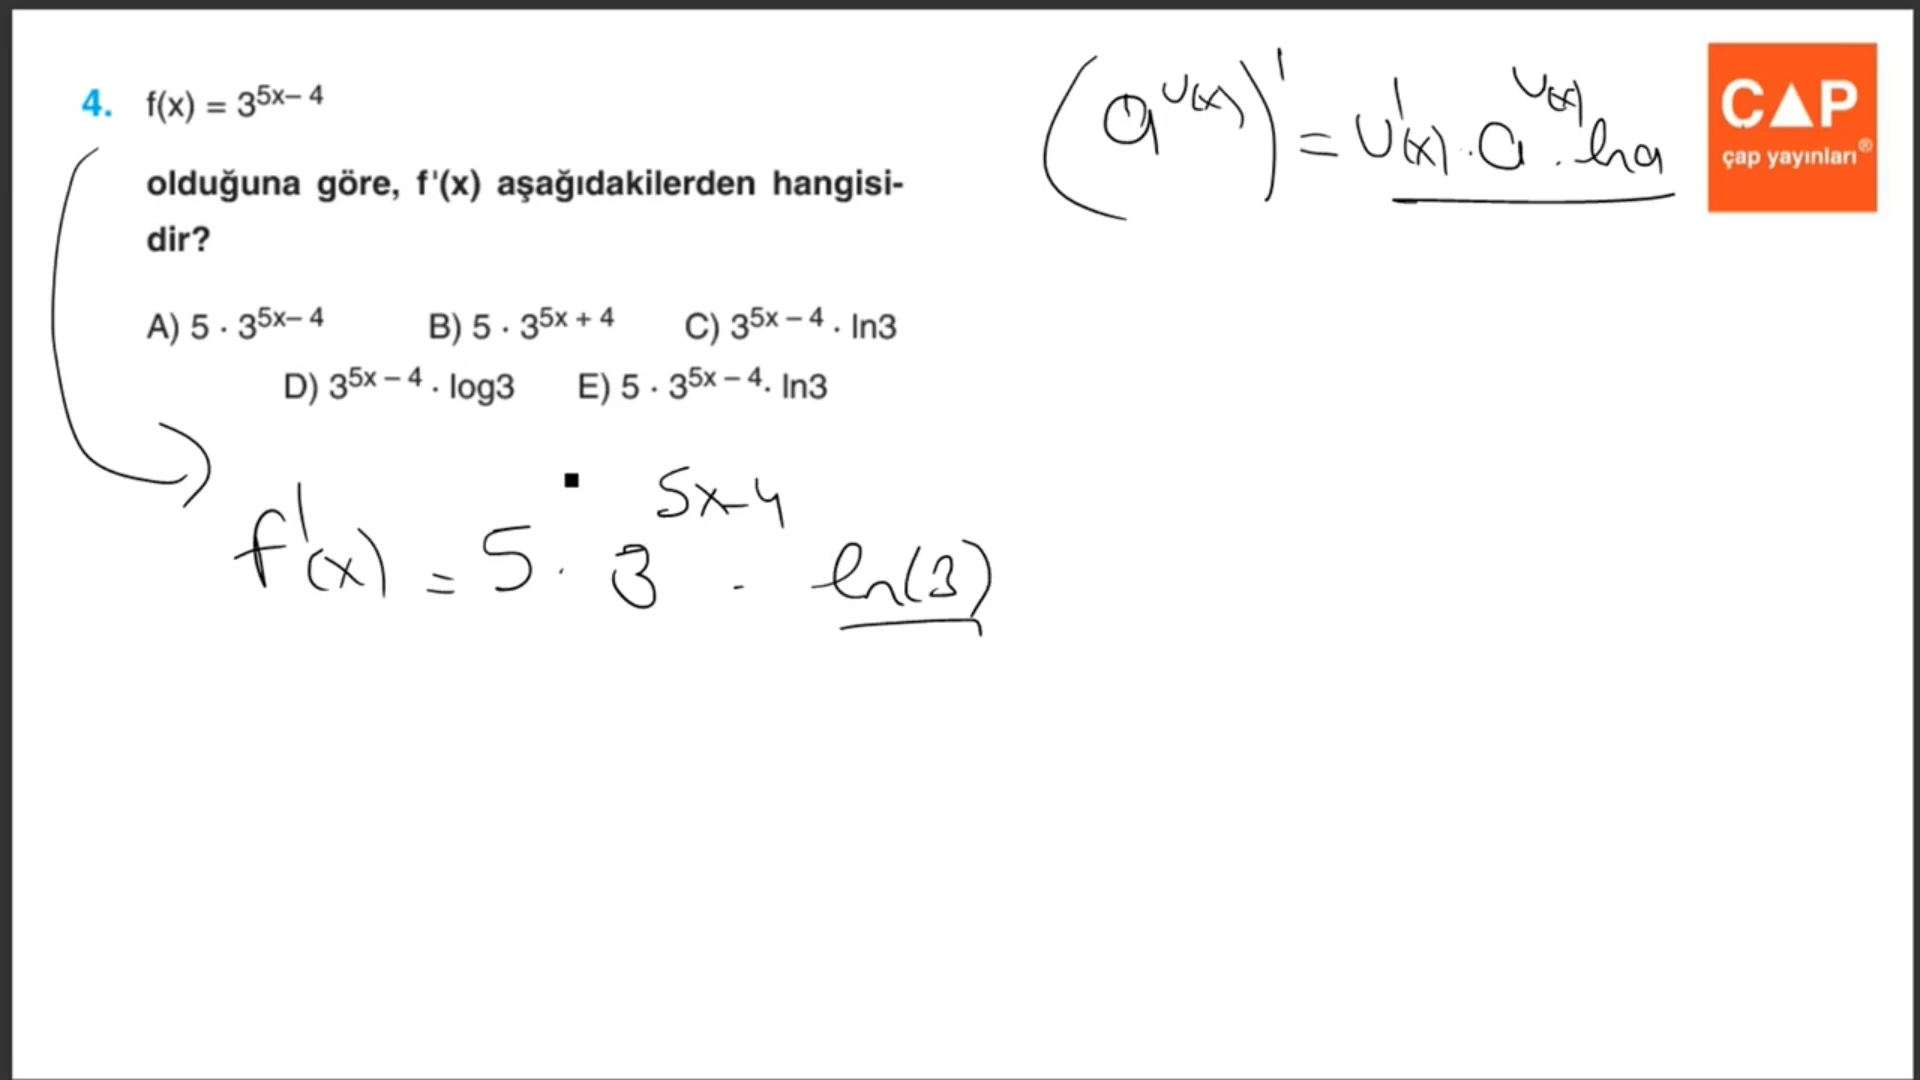 4. f(x) = 3^{5x– 4}
olduğuna göre, f'(x) aşağıdakilerden hangisi-
dir?
A) 5 . 3^{5x– 4} B) 5 . 3^{5x + 4} C) 3^{5x – 4} . ln3
D) 3^{5x – 4} . log3 E) 5 . 3^{5x – 4} . ln3
(a^{U(x)})' = U'(x) . a^{U(x)} . ln a
ÇAP
çap yayınları®
f'(x) = 5 . 3^{5x-4} . ln(3)